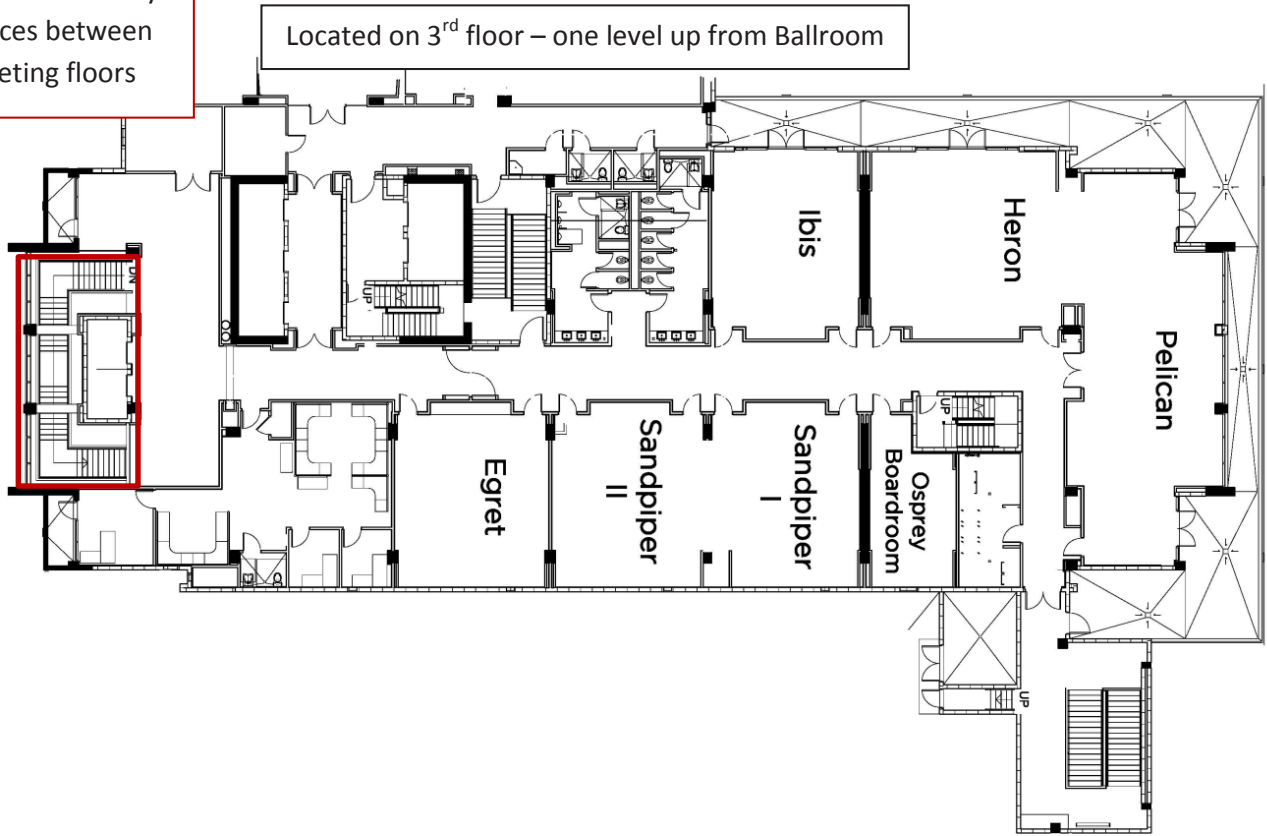 ces between
eting floors
Located on 3rd floor – one level up from Ballroom
Ibis
Heron
Pelican
DN
UP
UP
Egret
Sandpiper
II
Sandpiper
I
Osprey
Boardroom
UP